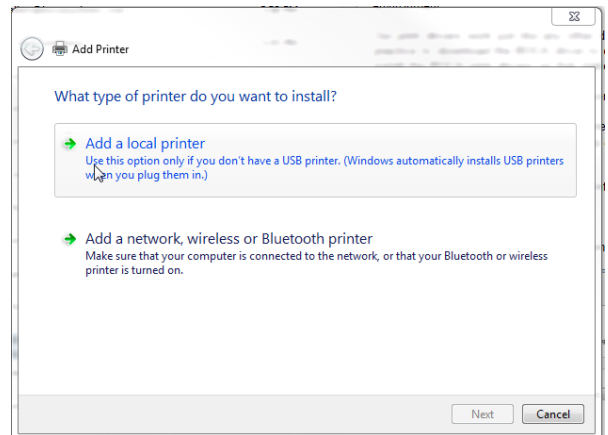 Add Printer
What type of printer do you want to install?
Add a local printer
Use this option only if you don't have a USB printer. (Windows automatically installs USB printers
when you plug them in.)
Add a network, wireless or Bluetooth printer
Make sure that your computer is connected to the network, or that your Bluetooth or wireless
printer is turned on.
Next
Cancel